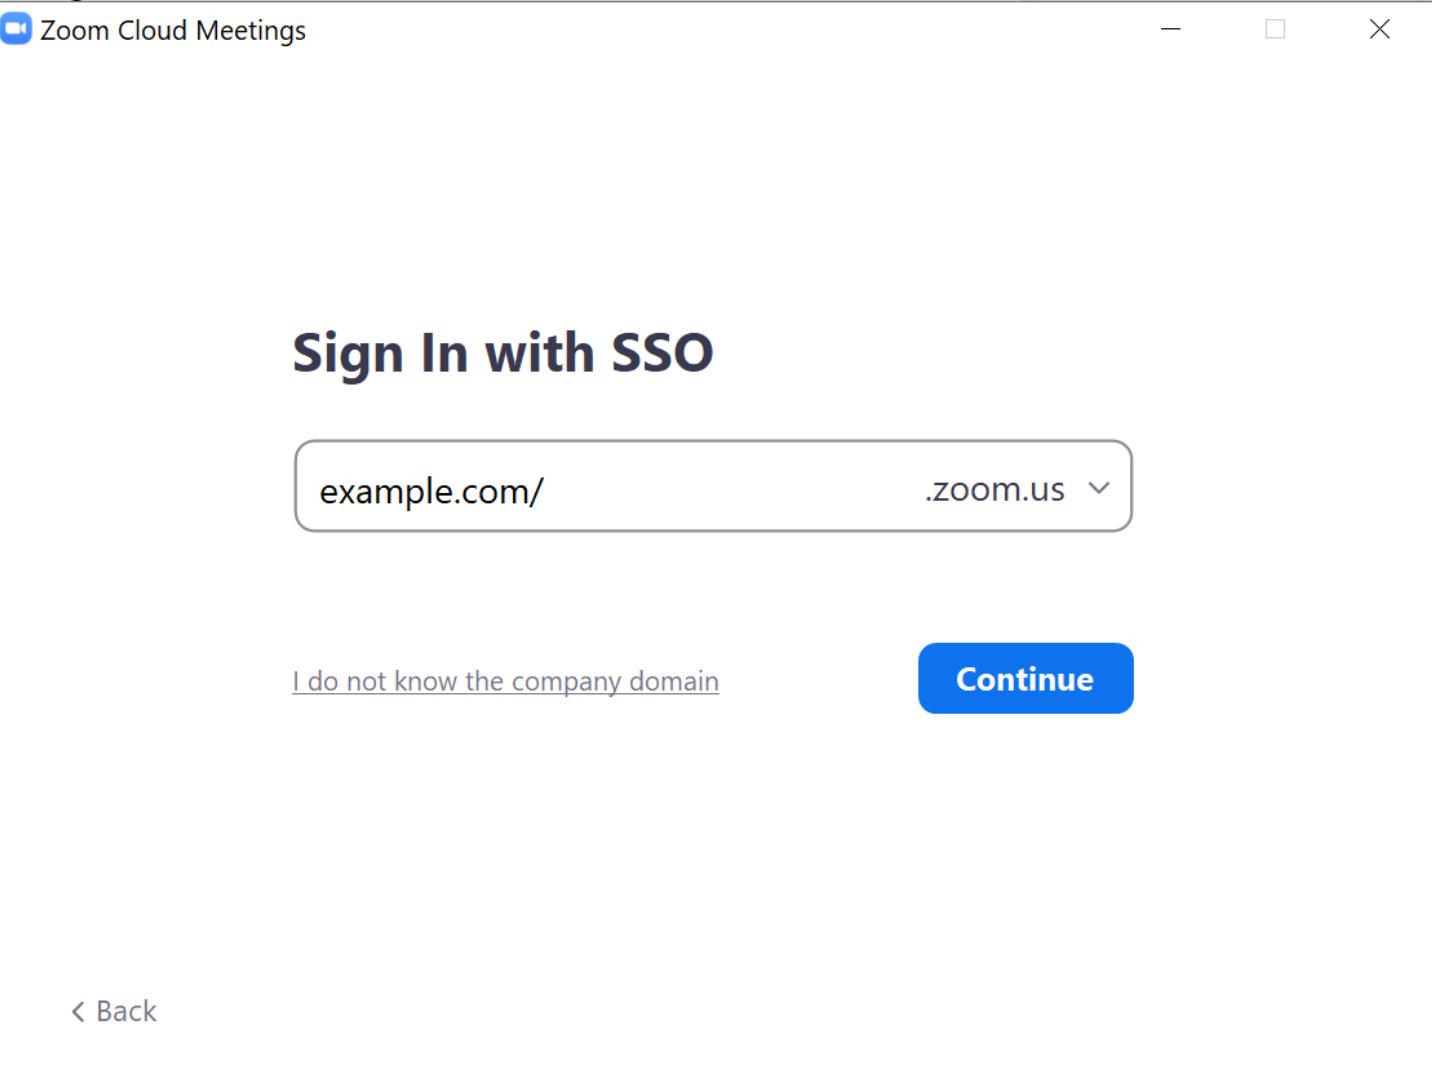 Zoom Cloud Meetings
Sign In with SSO
example.com/ .zoom.us
I do not know the company domain
Continue
Back